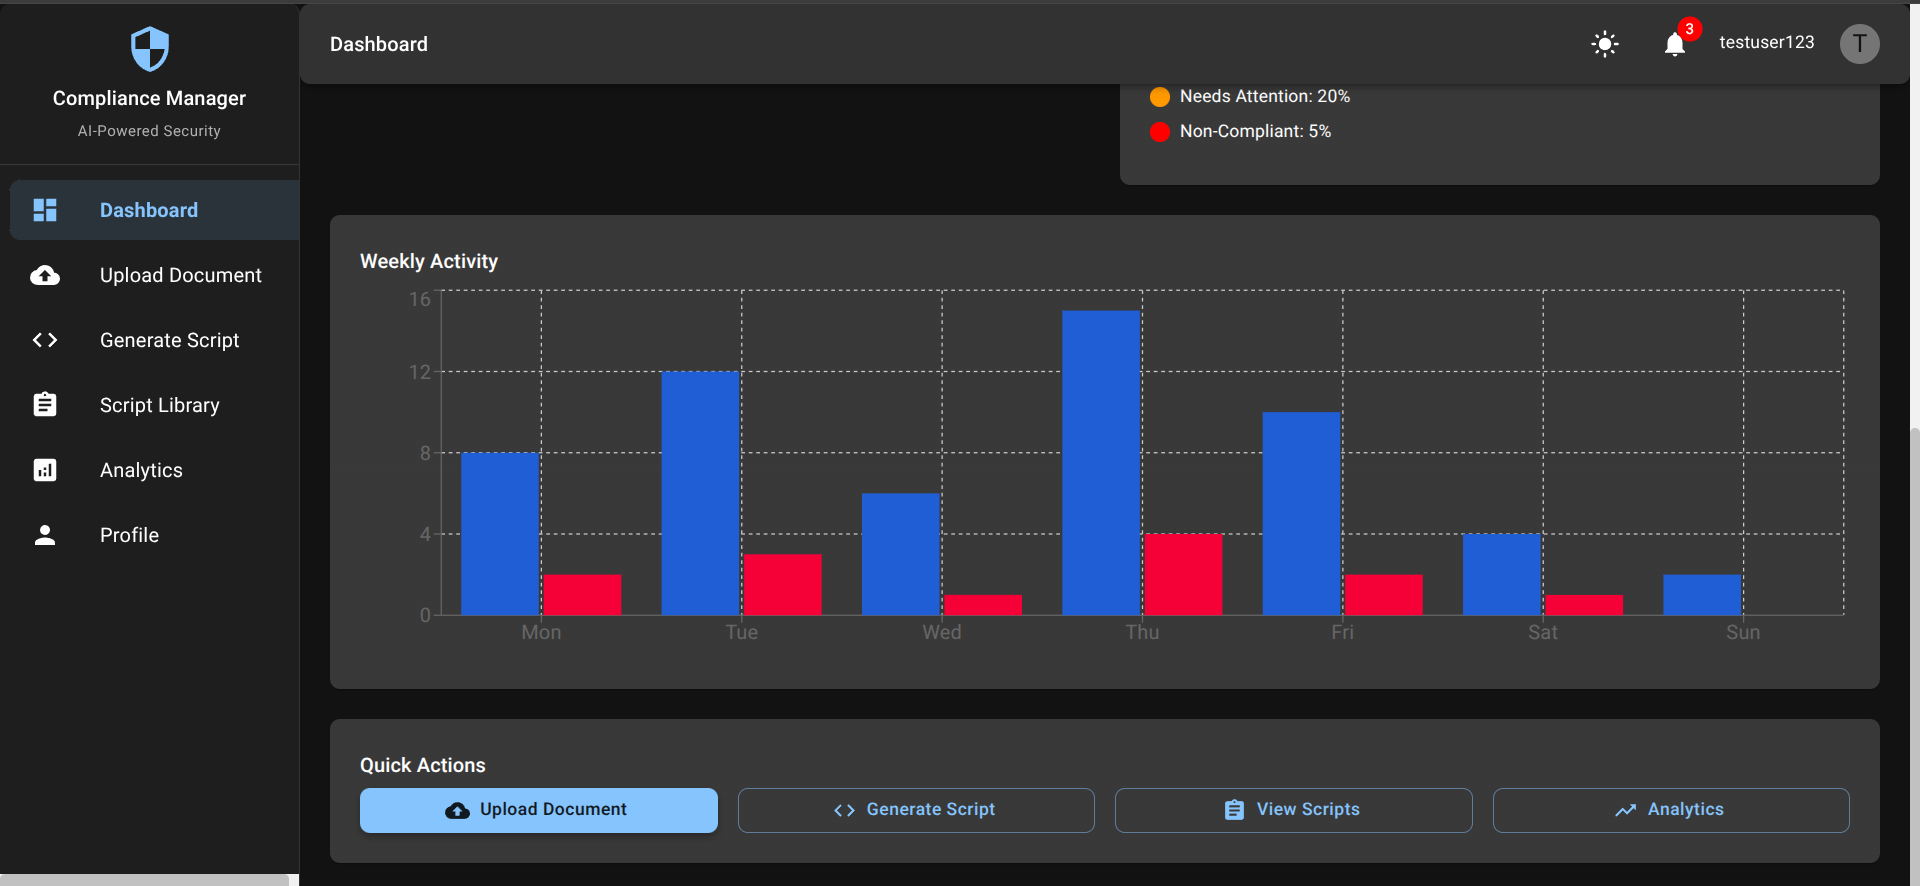 Compliance Manager
AI-Powered Security
Dashboard
Upload Document
Generate Script
Script Library
Analytics
Profile
Dashboard
3
testuser123
T
Needs Attention: 20%
Non-Compliant: 5%
Weekly Activity
16
12
8
4
0
Mon Tue Wed Thu Fri Sat Sun
Quick Actions
Upload Document
Generate Script
View Scripts
Analytics